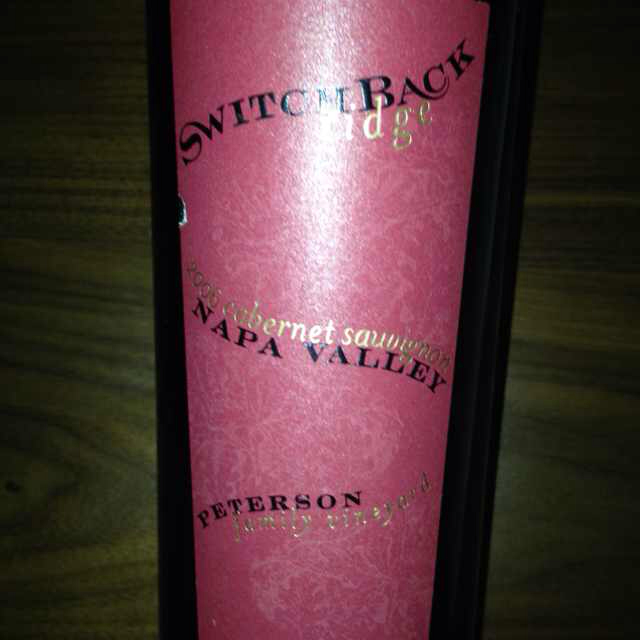 SWITCHBACK
ridge
cabernet sauvignon
NAPA VALLEY
PETERSON
family vineyard